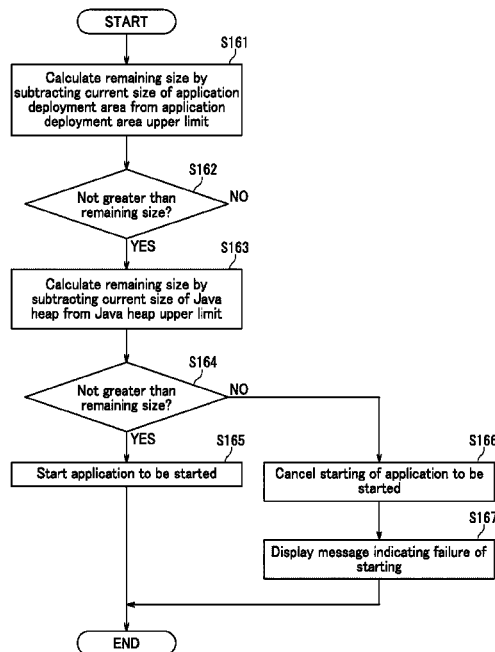 START
S161
Calculate remaining size by
subtracting current size of application
deployment area from application
deployment area upper limit
S162
Not greater than
remaining size?
NO
YES
S163
Calculate remaining size by
subtracting current size of Java
heap from Java heap upper limit
S164
Not greater than
remaining size?
NO
YES
S165
Start application to be started
S166
Cancel starting of application to be
started
S167
Display message indicating failure of
starting
END